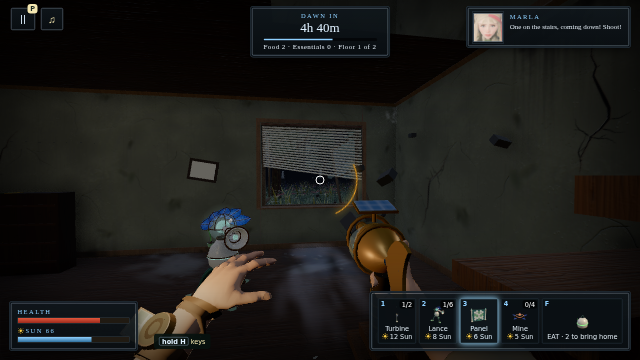 P
DAWN IN
4h 40m
Food 2 · Essentials 0 · Floor 1 of 2
MARLA
One on the stairs, coming down! Shoot!
HEALTH
SUN 66
hold H keys
1 1/2
Turbine
12 Sun
2 1/6
Lance
8 Sun
3
Panel
6 Sun
4 0/4
Mine
5 Sun
F
EAT · 2 to bring home